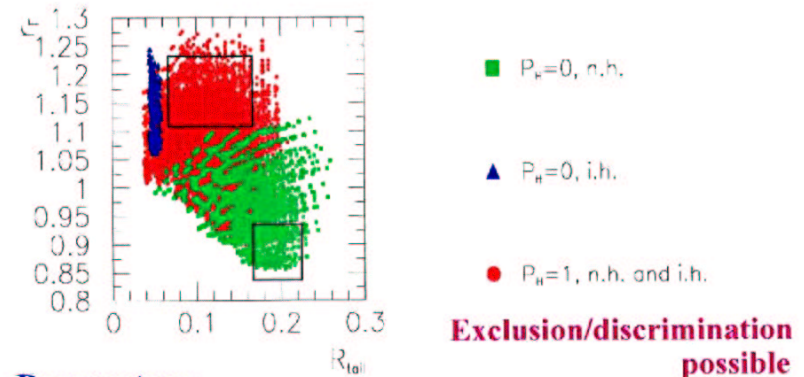 r_Γ
1.3
1.25
1.2
1.15
1.1
1.05
1
0.95
0.9
0.85
0.8
0
0.1
0.2
0.3
R_tail
P_H=0, n.h.
P_H=0, i.h.
P_H=1, n.h. and i.h.
Exclusion/discrimination
possible